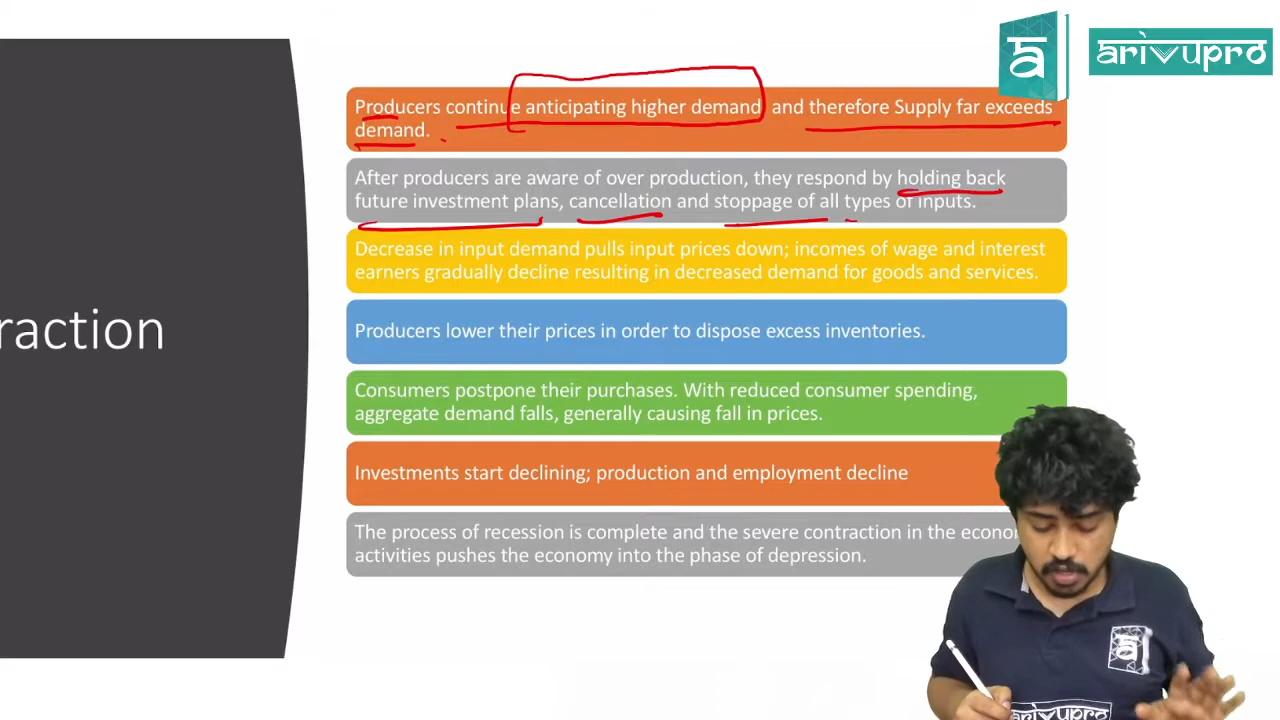 arivupro
Producers continue anticipating higher demand and therefore Supply far exceeds
demand.
After producers are aware of over production, they respond by holding back
future investment plans, cancellation and stoppage of all types of inputs.
Decrease in input demand pulls input prices down; incomes of wage and interest
earners gradually decline resulting in decreased demand for goods and services.
raction
Producers lower their prices in order to dispose excess inventories.
Consumers postpone their purchases. With reduced consumer spending,
aggregate demand falls, generally causing fall in prices.
Investments start declining; production and employment decline
The process of recession is complete and the severe contraction in the econo
activities pushes the economy into the phase of depression.
arivupro